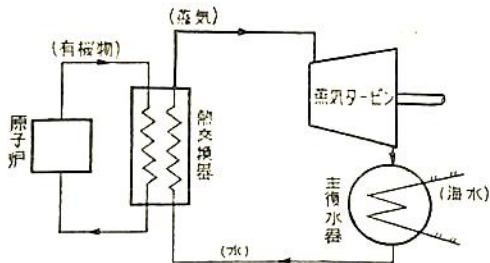 (蒸気)
(有機物)
原子炉
熱交換器
蒸気タービン
主復水器
(海水)
(水)